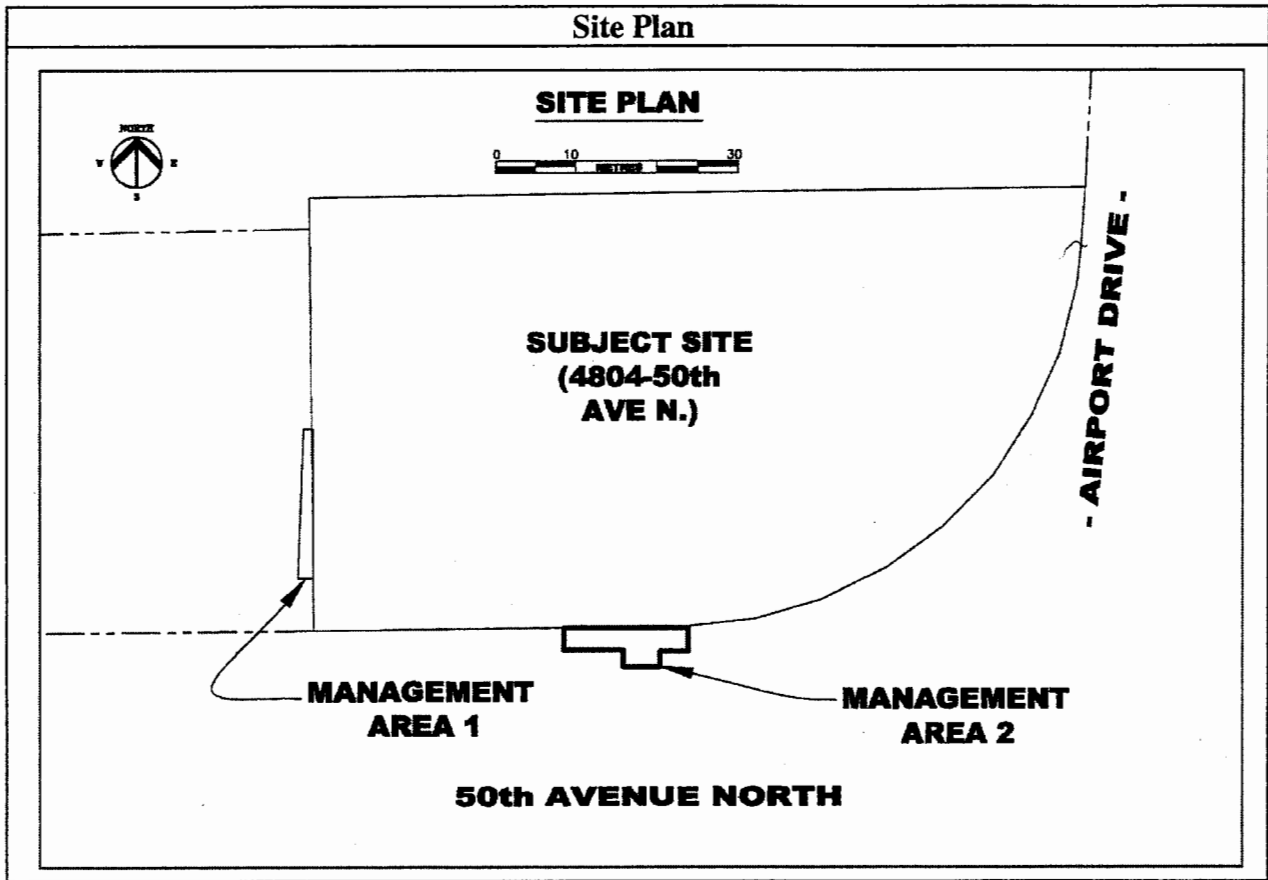 Site Plan
SITE PLAN
NORTH
W E
S
0 10 30
METRES
SUBJECT SITE
(4804-50th
AVE N.)
- AIRPORT DRIVE -
MANAGEMENT
AREA 1
MANAGEMENT
AREA 2
50th AVENUE NORTH